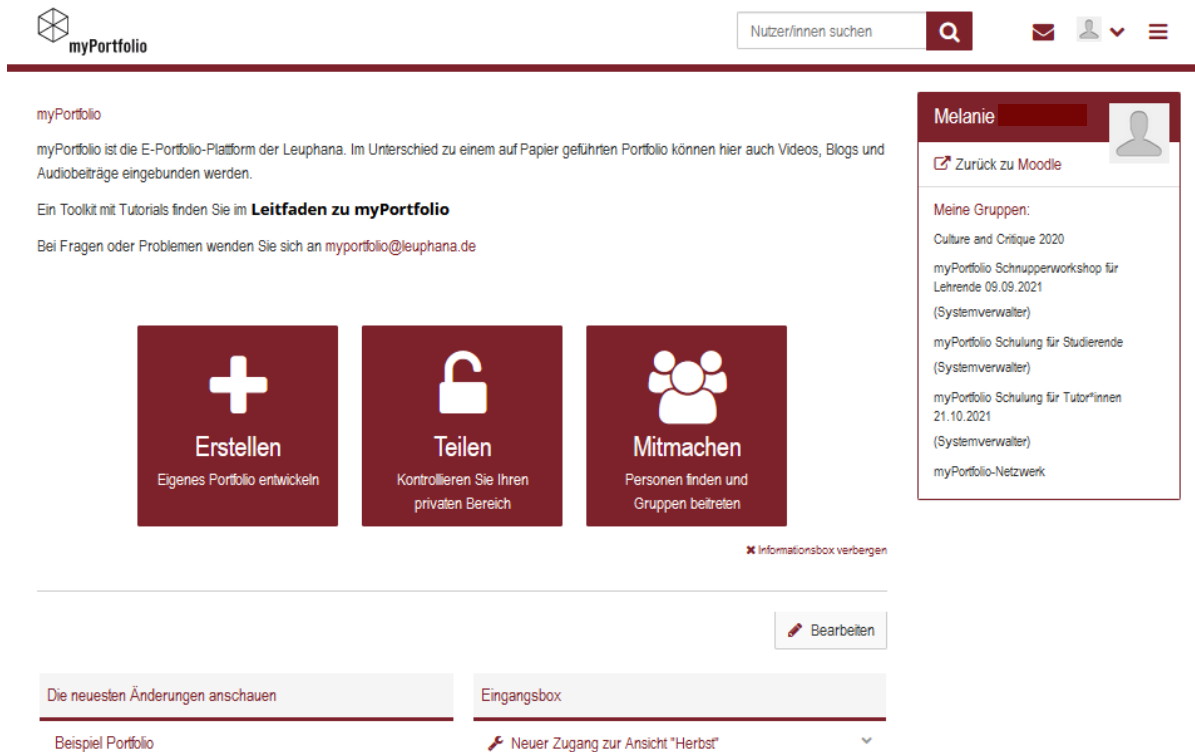 myPortfolio
Nutzer/innen suchen
myPortfolio
myPortfolio ist die E-Portfolio-Plattform der Leuphana. Im Unterschied zu einem auf Papier geführten Portfolio können hier auch Videos, Blogs und
Audiobeiträge eingebunden werden.
Ein Toolkit mit Tutorials finden Sie im Leitfaden zu myPortfolio
Bei Fragen oder Problemen wenden Sie sich an myportfolio@leuphana.de
Erstellen
Eigenes Portfolio entwickeln
Teilen
Kontrollieren Sie Ihren
privaten Bereich
Mitmachen
Personen finden und
Gruppen beitreten
Informationsbox verbergen
Bearbeiten
Die neuesten Änderungen anschauen
Beispiel Portfolio
Eingangsbox
Neuer Zugang zur Ansicht "Herbst"
Melanie
Zurück zu Moodle
Meine Gruppen:
Culture and Critique 2020
myPortfolio Schnupperworkshop für
Lehrende 09.09.2021
(Systemverwalter)
myPortfolio Schulung für Studierende
(Systemverwalter)
myPortfolio Schulung für Tutor*innen
21.10.2021
(Systemverwalter)
myPortfolio-Netzwerk